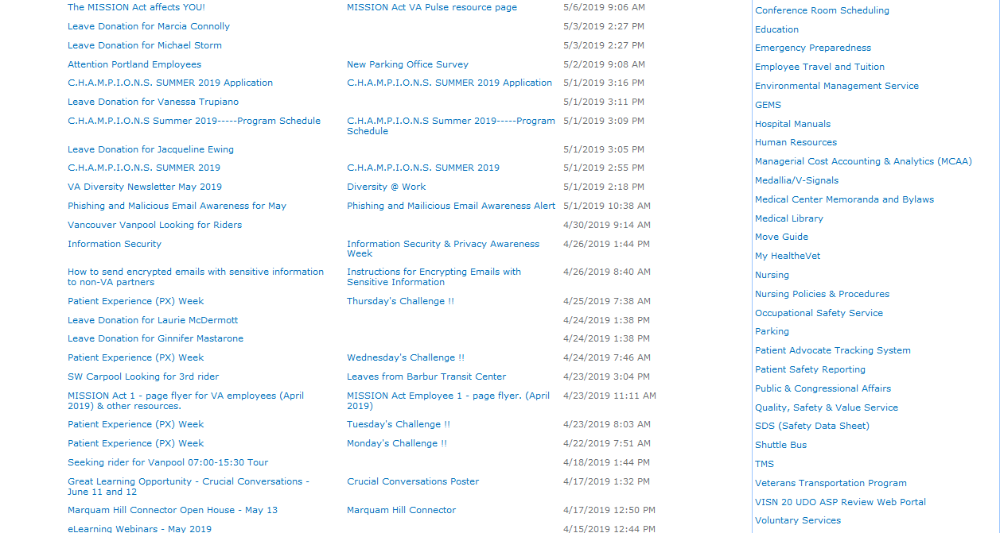 The MISSION Act affects YOU! MISSION Act VA Pulse resource page 5/6/2019 9:06 AM
Leave Donation for Marcia Connolly 5/3/2019 2:27 PM
Leave Donation for Michael Storm 5/3/2019 2:27 PM
Attention Portland Employees New Parking Office Survey 5/2/2019 9:08 AM
C.H.A.M.P.I.O.N.S. SUMMER 2019 Application C.H.A.M.P.I.O.N.S. SUMMER 2019 Application 5/1/2019 3:16 PM
Leave Donation for Vanessa Trupiano 5/1/2019 3:11 PM
C.H.A.M.P.I.O.N.S Summer 2019-----Program Schedule C.H.A.M.P.I.O.N.S Summer 2019-----Program 5/1/2019 3:09 PM
Schedule
Leave Donation for Jacqueline Ewing 5/1/2019 3:05 PM
C.H.A.M.P.I.O.N.S. SUMMER 2019 C.H.A.M.P.I.O.N.S. SUMMER 2019 5/1/2019 2:55 PM
VA Diversity Newsletter May 2019 Diversity @ Work 5/1/2019 2:18 PM
Phishing and Malicious Email Awareness for May Phishing and Mailicious Email Awareness Alert 5/1/2019 10:38 AM
Vancouver Vanpool Looking for Riders 4/30/2019 9:14 AM
Information Security Information Security & Privacy Awareness 4/26/2019 1:44 PM
Week
How to send encrypted emails with sensitive information Instructions for Encrypting Emails with 4/26/2019 8:40 AM
to non-VA partners Sensitive Information
Patient Experience (PX) Week Thursday's Challenge !! 4/25/2019 7:38 AM
Leave Donation for Laurie McDermott 4/24/2019 1:38 PM
Leave Donation for Ginnifer Mastarone 4/24/2019 1:38 PM
Patient Experience (PX) Week Wednesday's Challenge !! 4/24/2019 7:46 AM
SW Carpool Looking for 3rd rider Leaves from Barbur Transit Center 4/23/2019 3:04 PM
MISSION Act 1 - page flyer for VA employees (April MISSION Act Employee 1 - page flyer. (April 4/23/2019 11:11 AM
2019) & other resources. 2019)
Patient Experience (PX) Week Tuesday's Challenge !! 4/23/2019 8:03 AM
Patient Experience (PX) Week Monday's Challenge !! 4/22/2019 7:51 AM
Seeking rider for Vanpool 07:00-15:30 Tour 4/18/2019 1:44 PM
Great Learning Opportunity - Crucial Conversations - Crucial Conversations Poster 4/17/2019 1:32 PM
June 11 and 12
Marquam Hill Connector Open House - May 13 Marquam Hill Connector 4/17/2019 12:50 PM
eLearning Webinars - May 2019 4/15/2019 12:44 PM
Conference Room Scheduling
Education
Emergency Preparedness
Employee Travel and Tuition
Environmental Management Service
GEMS
Hospital Manuals
Human Resources
Managerial Cost Accounting & Analytics (MCAA)
Medallia/V-Signals
Medical Center Memoranda and Bylaws
Medical Library
Move Guide
My HealtheVet
Nursing
Nursing Policies & Procedures
Occupational Safety Service
Parking
Patient Advocate Tracking System
Patient Safety Reporting
Public & Congressional Affairs
Quality, Safety & Value Service
SDS (Safety Data Sheet)
Shuttle Bus
TMS
Veterans Transportation Program
VISN 20 UDO ASP Review Web Portal
Voluntary Services